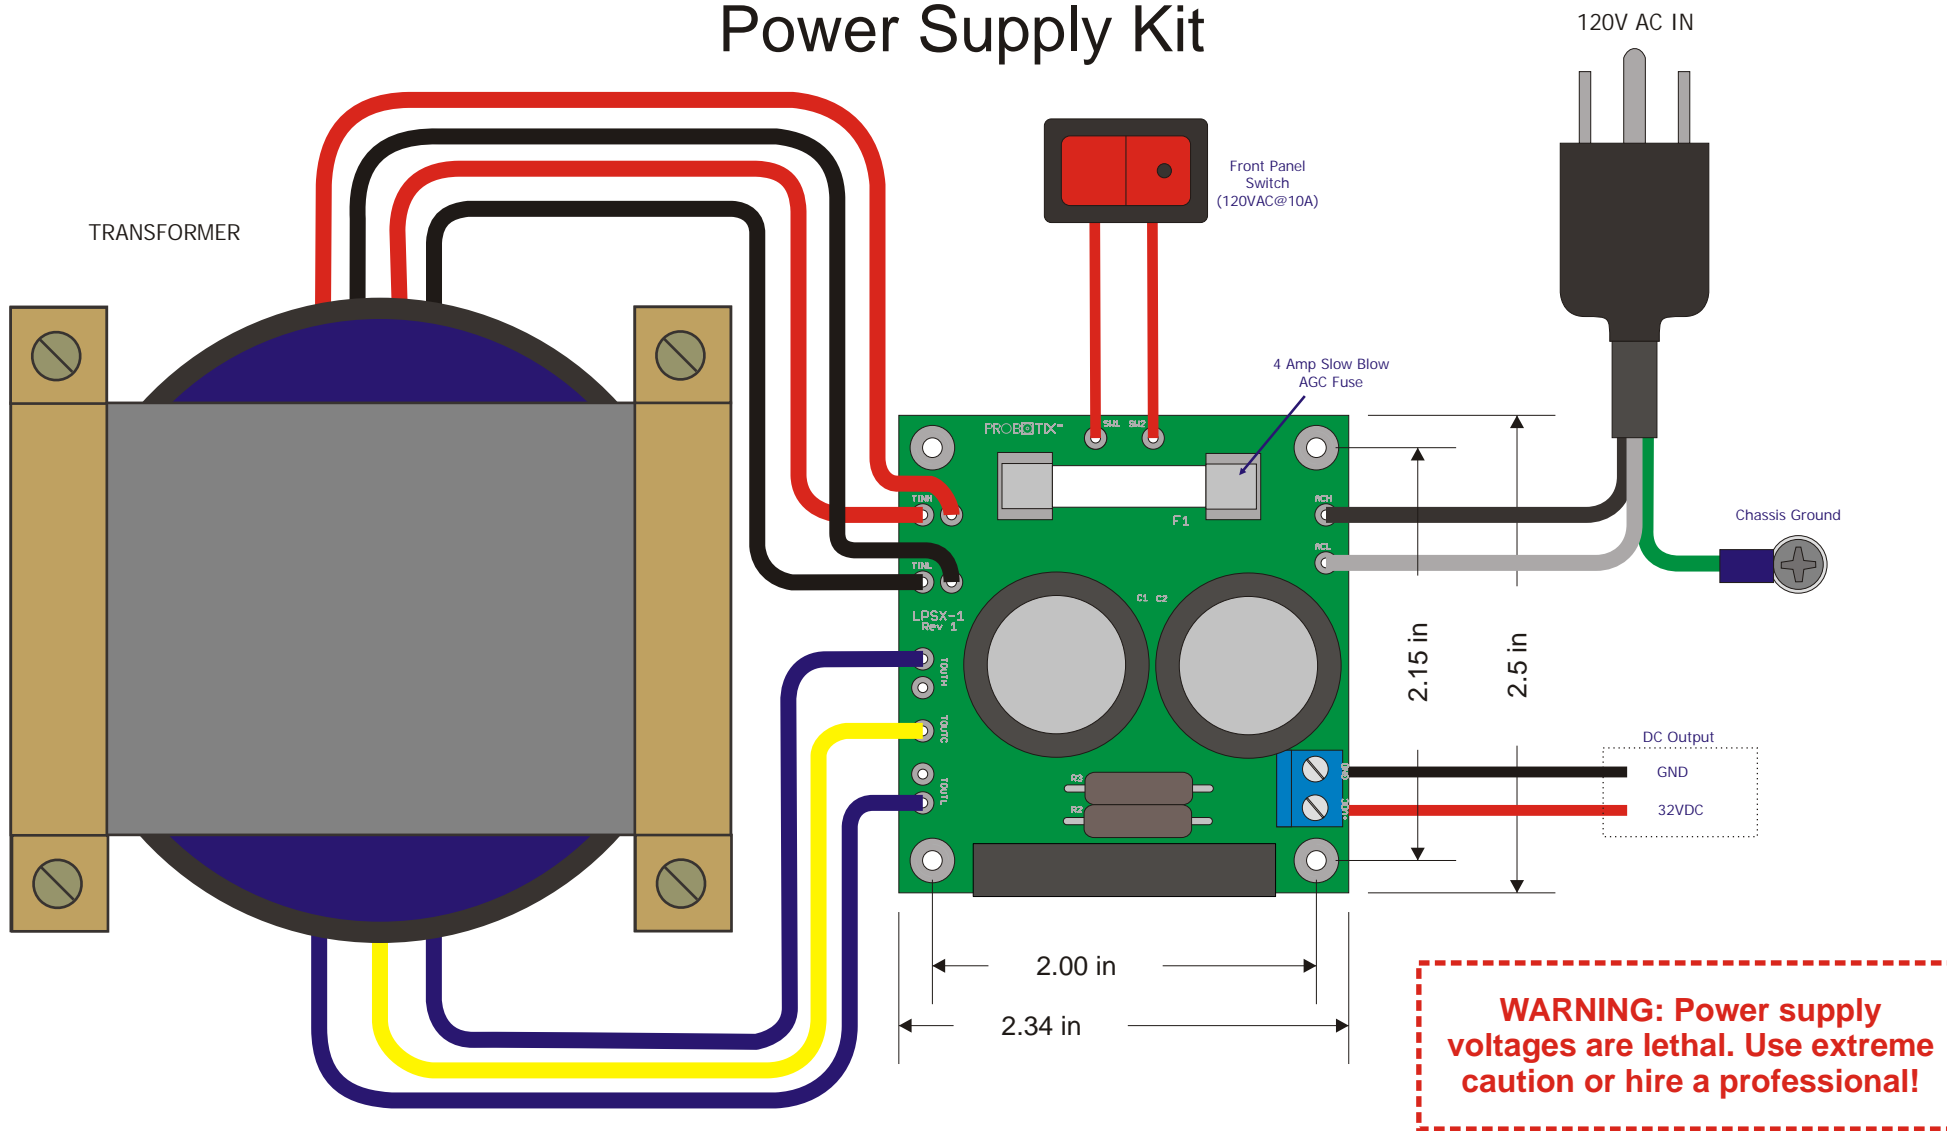 Power Supply Kit
120V AC IN
TRANSFORMER
Front Panel
Switch
(120VAC@10A)
4 Amp Slow Blow
AGC Fuse
PROBOTIX™
SW1 SW2
TINH
F1
ACH
ACL
Chassis Ground
TINL
C1 C2
LPSX-1
Rev 1
TOUTH
TOUTC
TOUTL
2.15 in
2.5 in
R3
R2
GND
DC Output
GND
32VDC
2.00 in
2.34 in
WARNING: Power supply
voltages are lethal. Use extreme
caution or hire a professional!